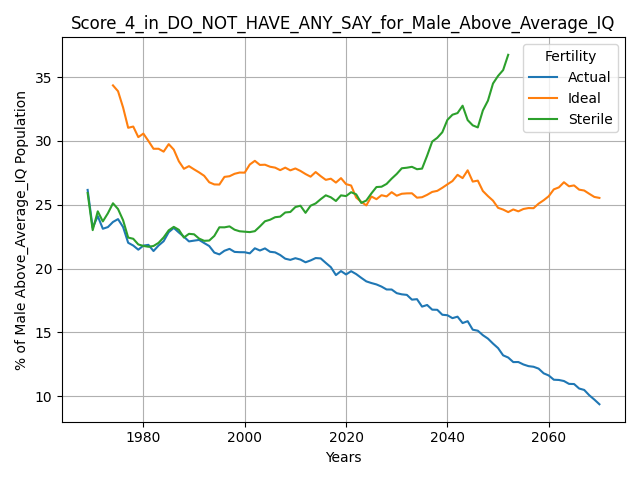 Score_4_in_DO_NOT_HAVE_ANY_SAY_for_Male_Above_Average_IQ
% of Male Above_Average_IQ Population
35
30
25
20
15
10
Fertility
Actual
Ideal
Sterile
1980
2000
2020
2040
2060
Years